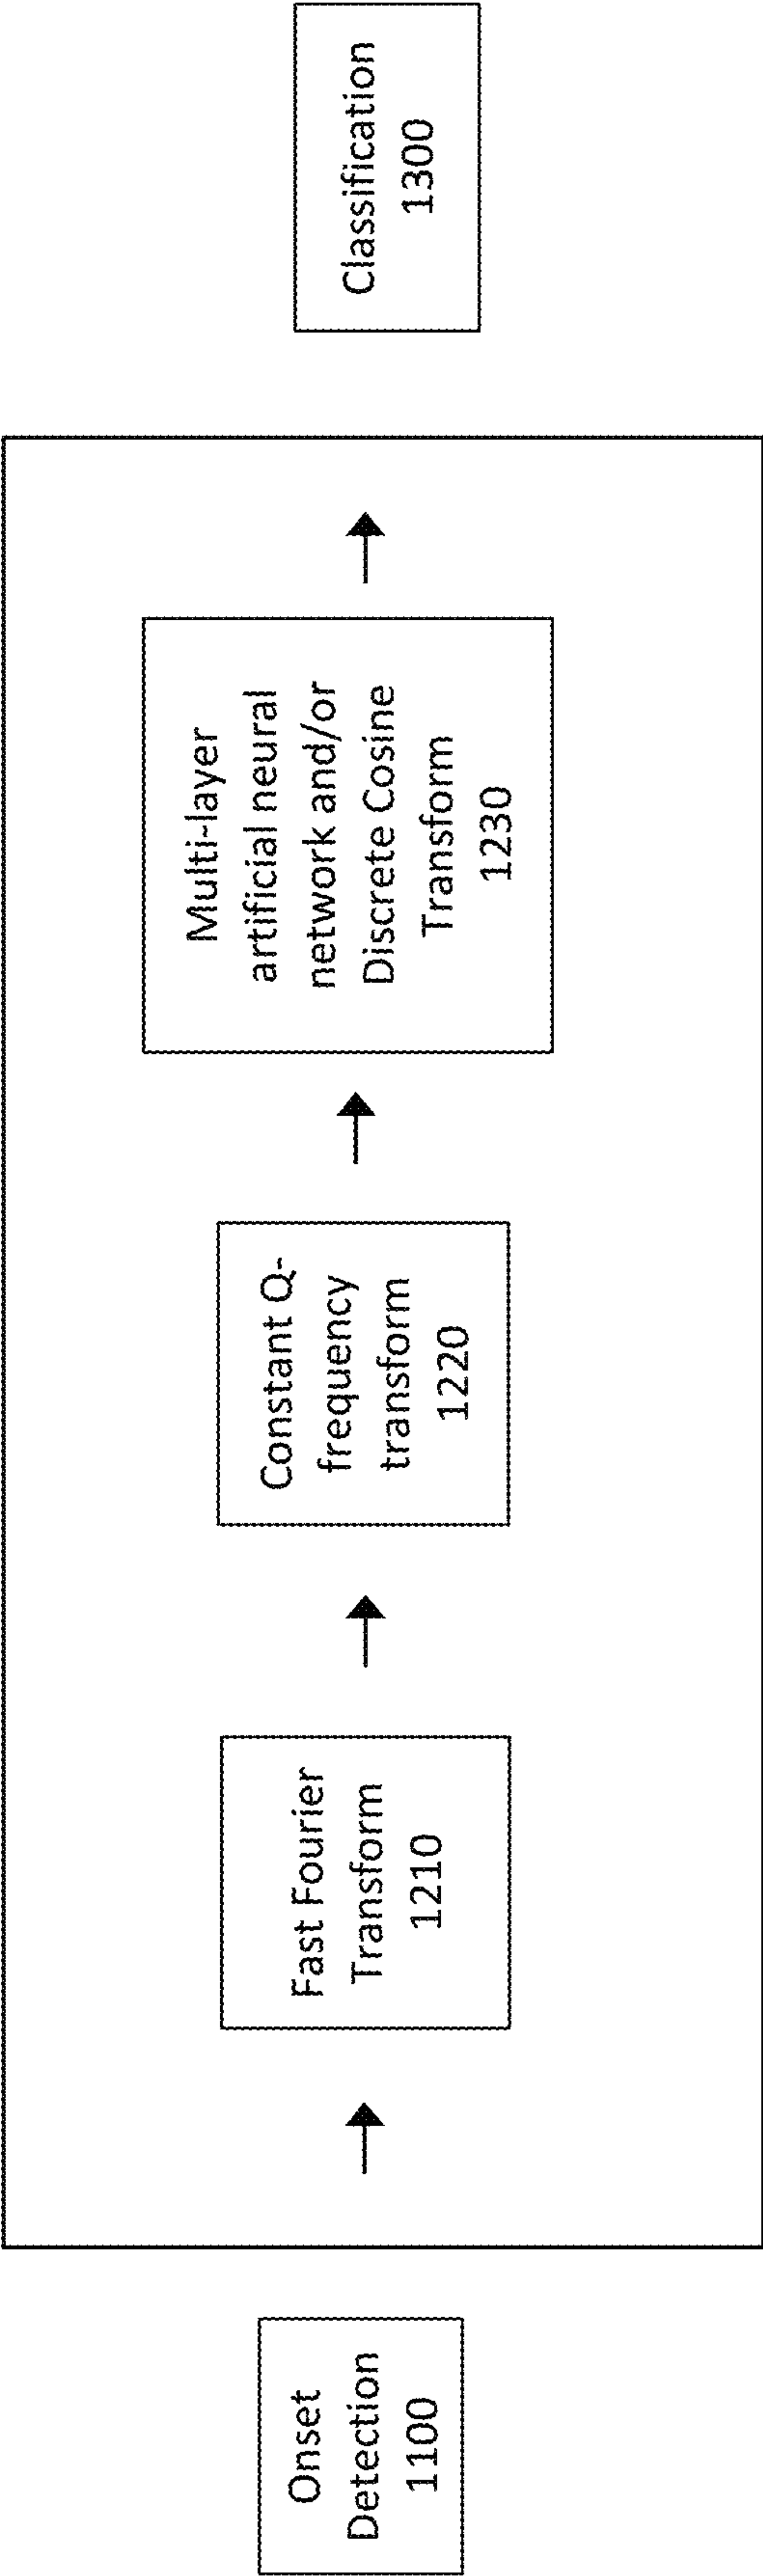 Onset
Detection
1100
Fast Fourier
Transform
1210
Constant Q-
frequency
transform
1220
Multi-layer
artificial neural
network and/or
Discrete Cosine
Transform
1230
Classification
1300